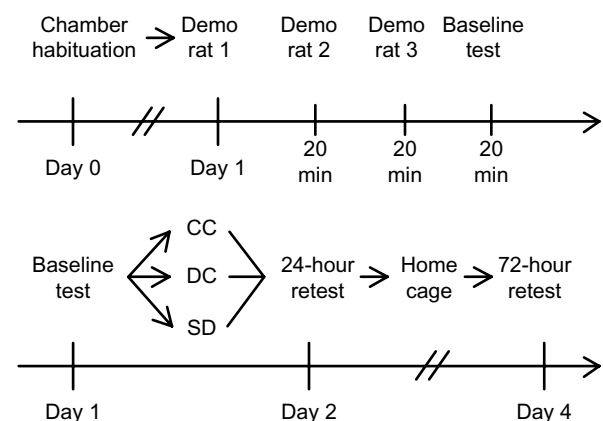 Chamber
habituation
Demo
rat 1
Demo
rat 2
Demo
rat 3
Baseline
test
Day 0
Day 1
20
min
20
min
20
min
Baseline
test
CC
DC
SD
24-hour
retest
Home
cage
72-hour
retest
Day 1
Day 2
Day 4